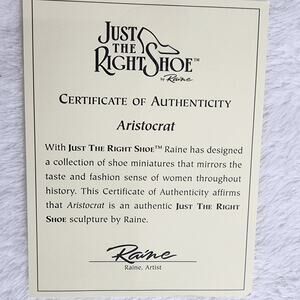 JUST
THE
RIGHT SHOE™
by Raine
CERTIFICATE OF AUTHENTICITY
Aristocrat
With JUST THE RIGHT SHOE™ Raine has designed
a collection of shoe miniatures that mirrors the
taste and fashion sense of women throughout
history. This Certificate of Authenticity affirms
that Aristocrat is an authentic JUST THE RIGHT
SHOE sculpture by Raine.
Raine
Raine, Artist